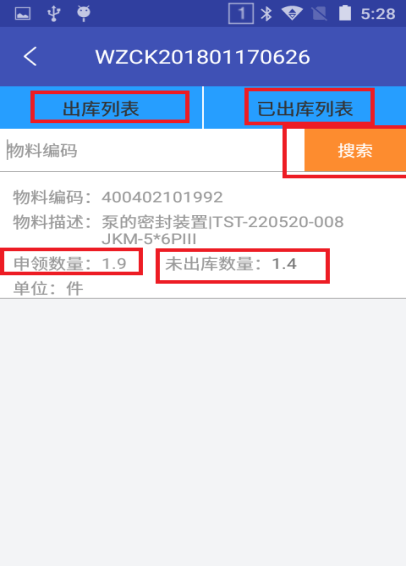 1 5:28
WZCK201801170626
出库列表 已出库列表
物料编码 搜索
物料编码：400402101992
物料描述：泵的密封装置|TST-220520-008
JKM-5*6PIII
申领数量：1.9 未出库数量：1.4
单位：件